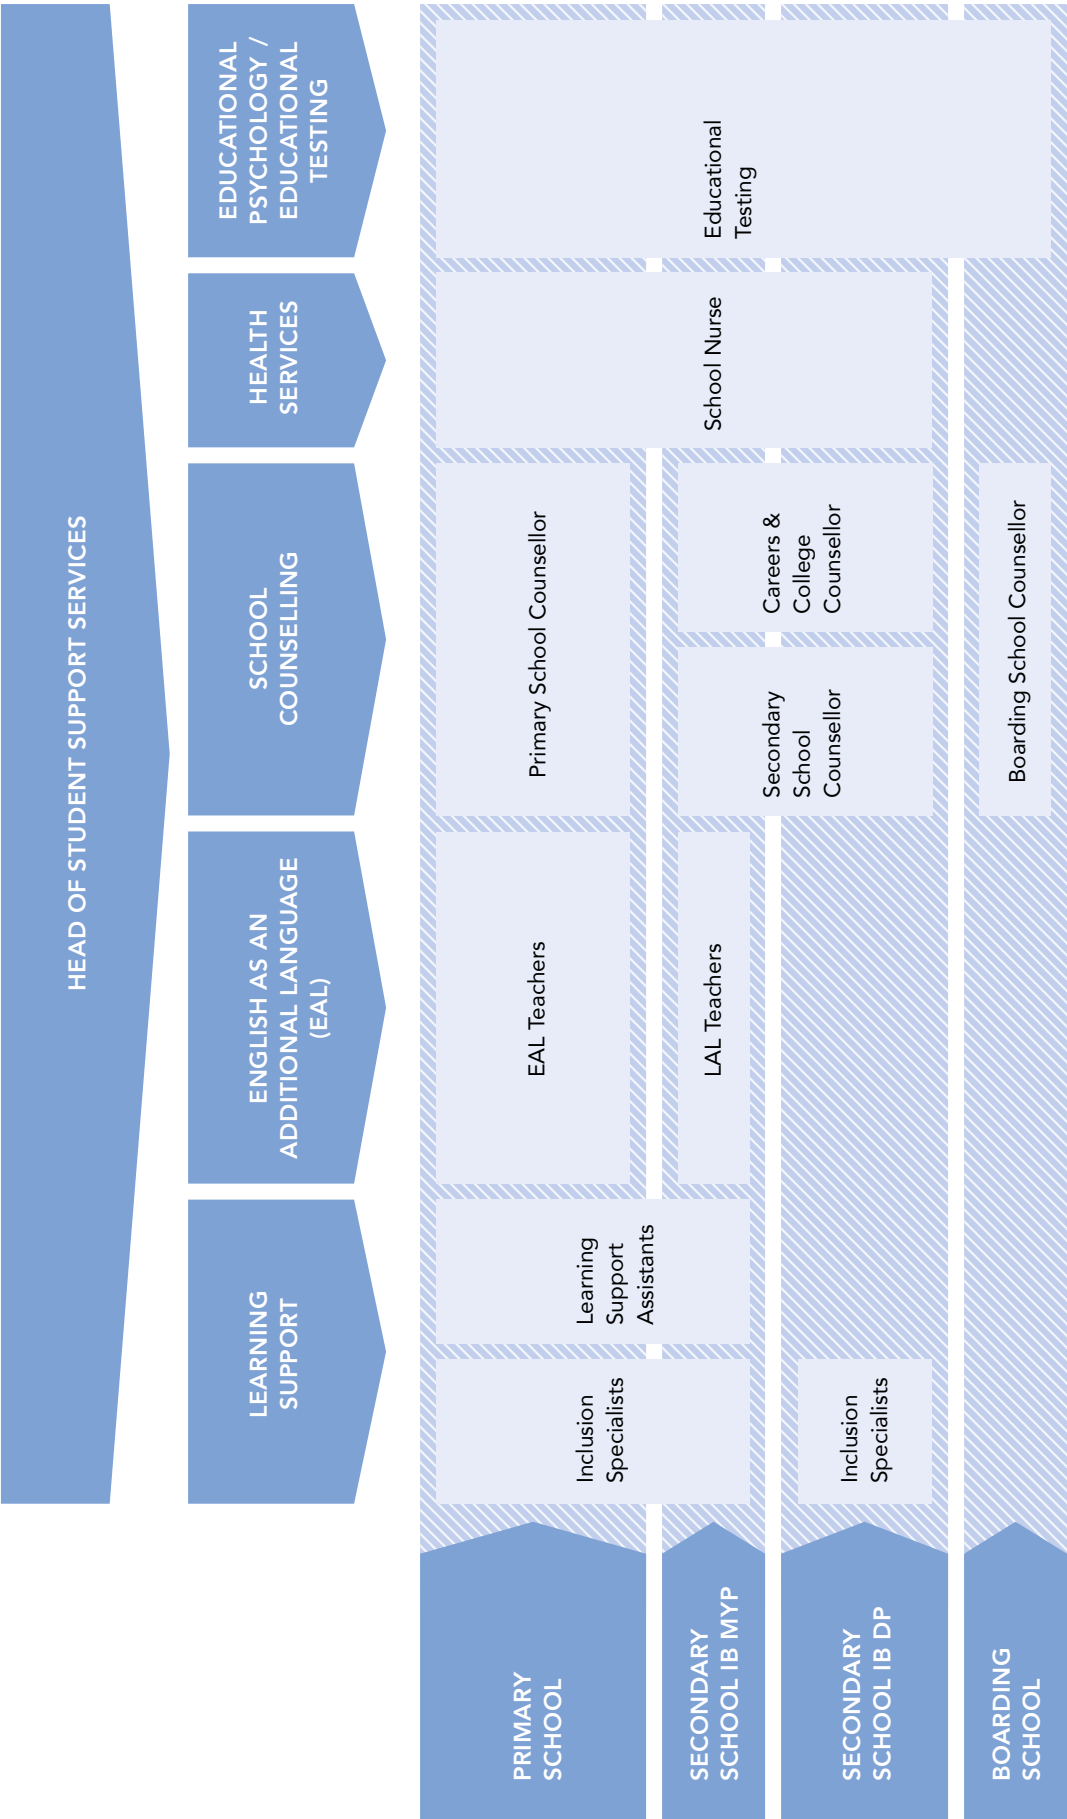 HEAD OF STUDENT SUPPORT SERVICES
LEARNING
SUPPORT
ENGLISH AS AN
ADDITIONAL LANGUAGE
(EAL)
SCHOOL
COUNSELLING
HEALTH
SERVICES
EDUCATIONAL
PSYCHOLOGY /
EDUCATIONAL
TESTING
PRIMARY
SCHOOL
Inclusion
Specialists
Learning
Support
Assistants
EAL Teachers
Primary School Counsellor
School Nurse
Educational
Testing
SECONDARY
SCHOOL IB MYP
LAL Teachers
Secondary
School
Counsellor
Careers &
College
Counsellor
SECONDARY
SCHOOL IB DP
Inclusion
Specialists
BOARDING
SCHOOL
Boarding School Counsellor